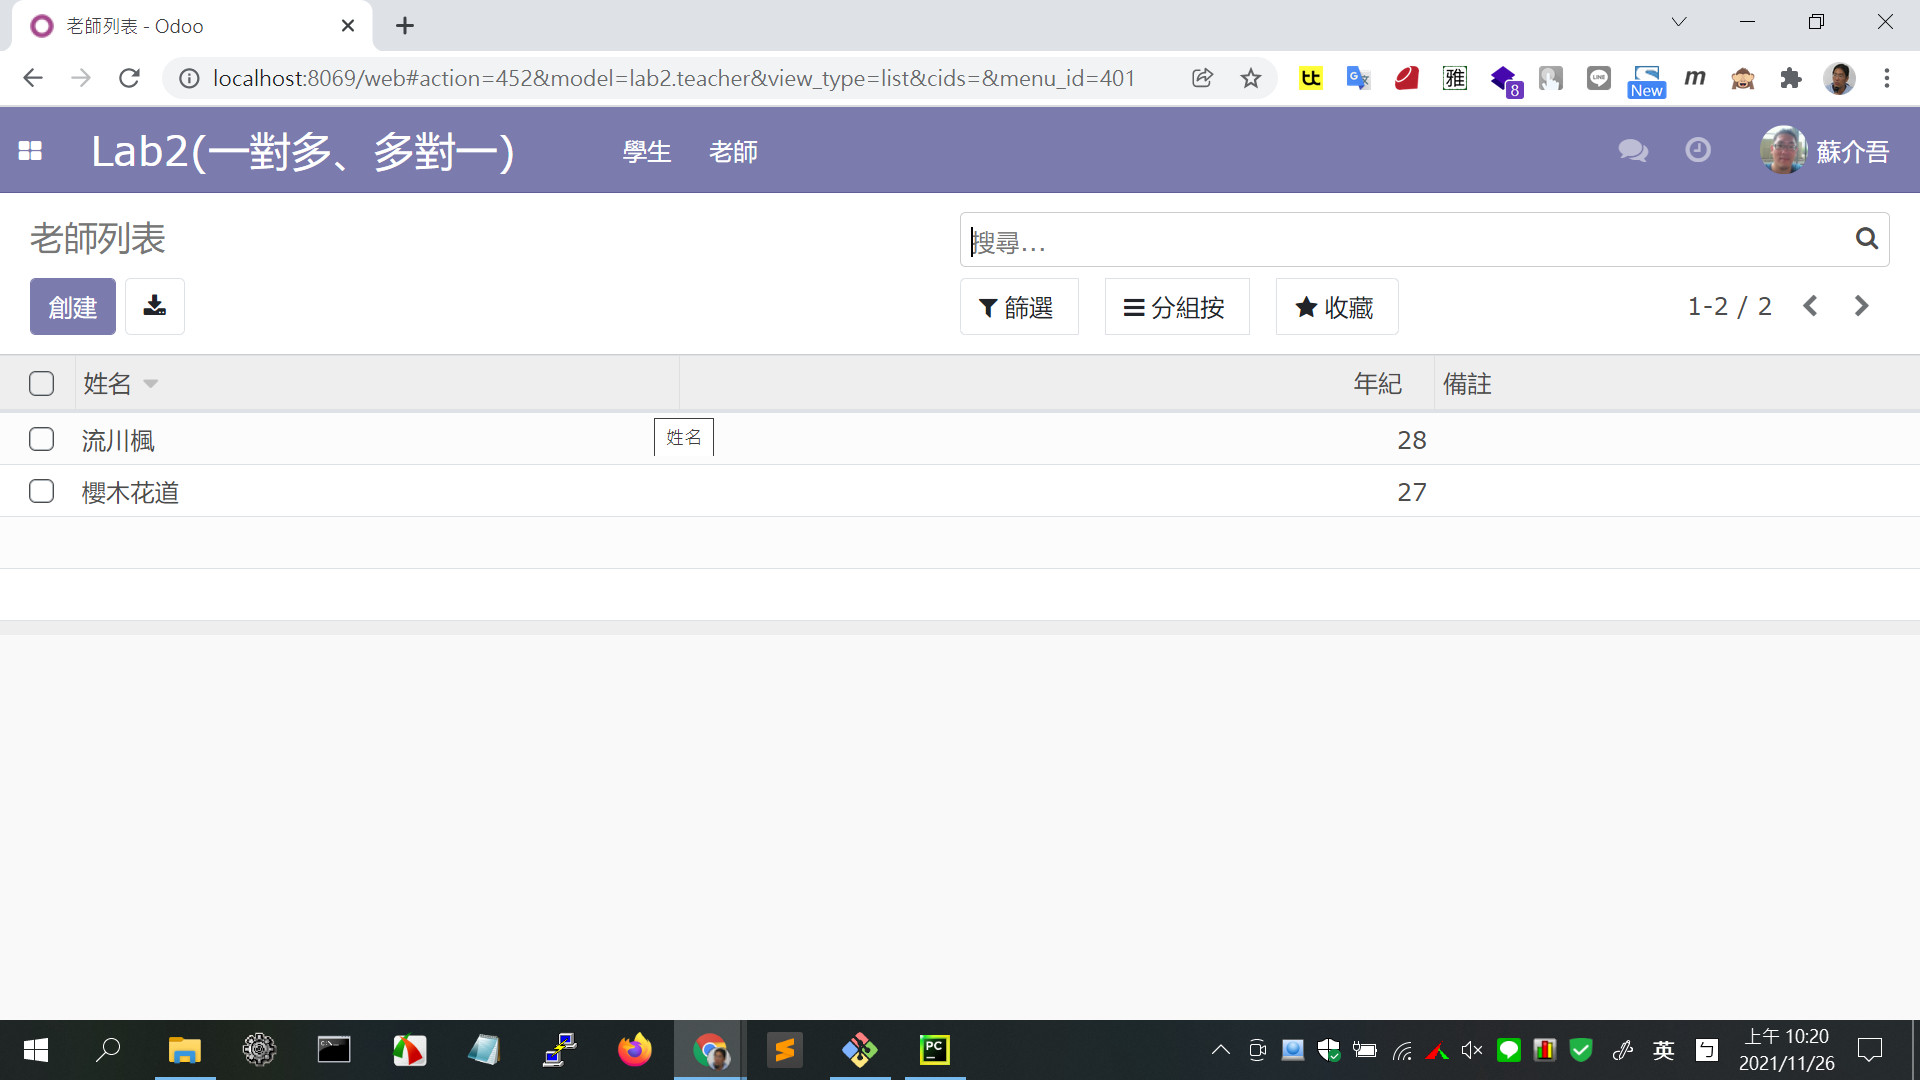 老師列表 - Odoo
localhost:8069/web#action=452&model=lab2.teacher&view_type=list&cids=&menu_id=401
tt
雅
8
LINE
New
m
Lab2(一對多、多對一)
學生
老師
蘇介吾
老師列表
搜尋...
創建
篩選
分組按
收藏
1-2 / 2
姓名
年紀
備註
流川楓
28
姓名
櫻木花道
27
PC
英
ㄅ
上午 10:20
2021/11/26